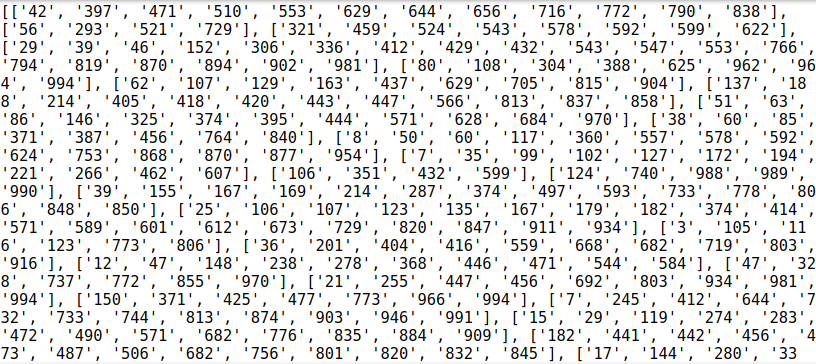 [['42', '397', '471', '510', '553', '629', '644', '656', '716', '772', '790', '838'],
['56', '293', '521', '729'], ['321', '459', '524', '543', '578', '592', '599', '622'],
['29', '39', '46', '152', '306', '336', '412', '429', '432', '543', '547', '553', '766',
'794', '819', '870', '894', '902', '981'], ['80', '108', '304', '388', '625', '962', '96
4', '994'], ['62', '107', '129', '163', '437', '629', '705', '815', '904'], ['137', '18
8', '214', '405', '418', '420', '443', '447', '566', '813', '837', '858'], ['51', '63',
'86', '146', '325', '374', '395', '444', '571', '628', '684', '970'], ['38', '60', '85',
'371', '387', '456', '764', '840'], ['8', '50', '60', '117', '360', '557', '578', '592',
'624', '753', '868', '870', '877', '954'], ['7', '35', '99', '102', '127', '172', '194',
'221', '266', '462', '607'], ['106', '351', '432', '599'], ['124', '740', '988', '989',
'990'], ['39', '155', '167', '169', '214', '287', '374', '497', '593', '733', '778', '80
6', '848', '850'], ['25', '106', '107', '123', '135', '167', '179', '182', '374', '414',
'571', '589', '601', '612', '673', '729', '820', '847', '911', '934'], ['3', '105', '11
6', '123', '773', '806'], ['36', '201', '404', '416', '559', '668', '682', '719', '803',
'916'], ['12', '47', '148', '238', '278', '368', '446', '471', '544', '584'], ['47', '32
8', '737', '772', '855', '970'], ['21', '255', '447', '456', '692', '803', '934', '981',
'994'], ['150', '371', '425', '477', '773', '966', '994'], ['7', '245', '412', '644', '7
32', '733', '744', '813', '874', '903', '946', '991'], ['15', '29', '119', '274', '283',
'472', '490', '571', '682', '776', '835', '884', '909'], ['182', '441', '442', '456', '4
73', '487', '506', '682', '756', '801', '820', '832', '845'], ['17', '144', '280', '33